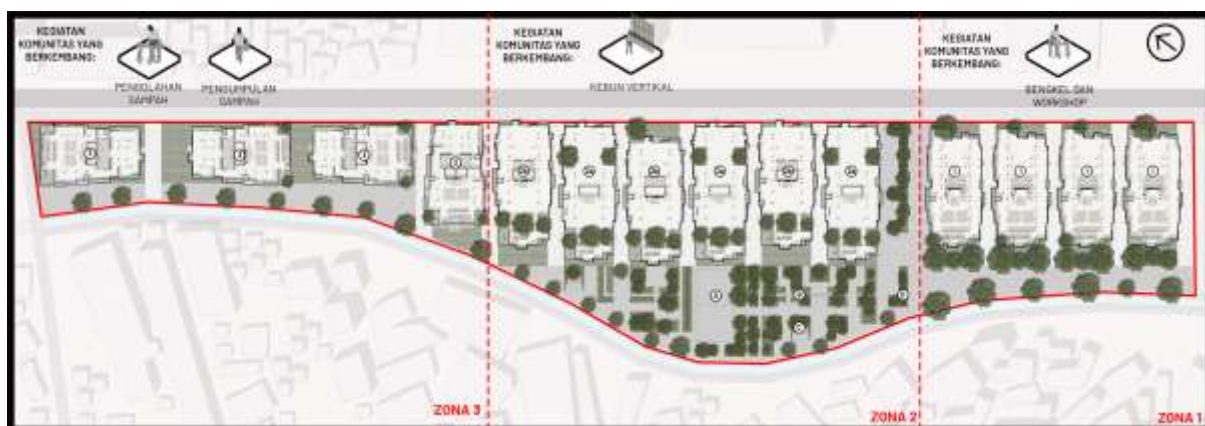 KEGIATAN
KOMUNITAS YANG
BERKEMBANG:
PENGOLAHAN
SAMPAH
PENGUMPULAN
SAMPAH
KEGIATAN
KOMUNITAS YANG
BERKEMBANG:
KEBUN VERTIKAL
KEGIATAN
KOMUNITAS YANG
BERKEMBANG:
BENGKEL DAN
WORKSHOP
ZONA 3
ZONA 2
ZONA 1